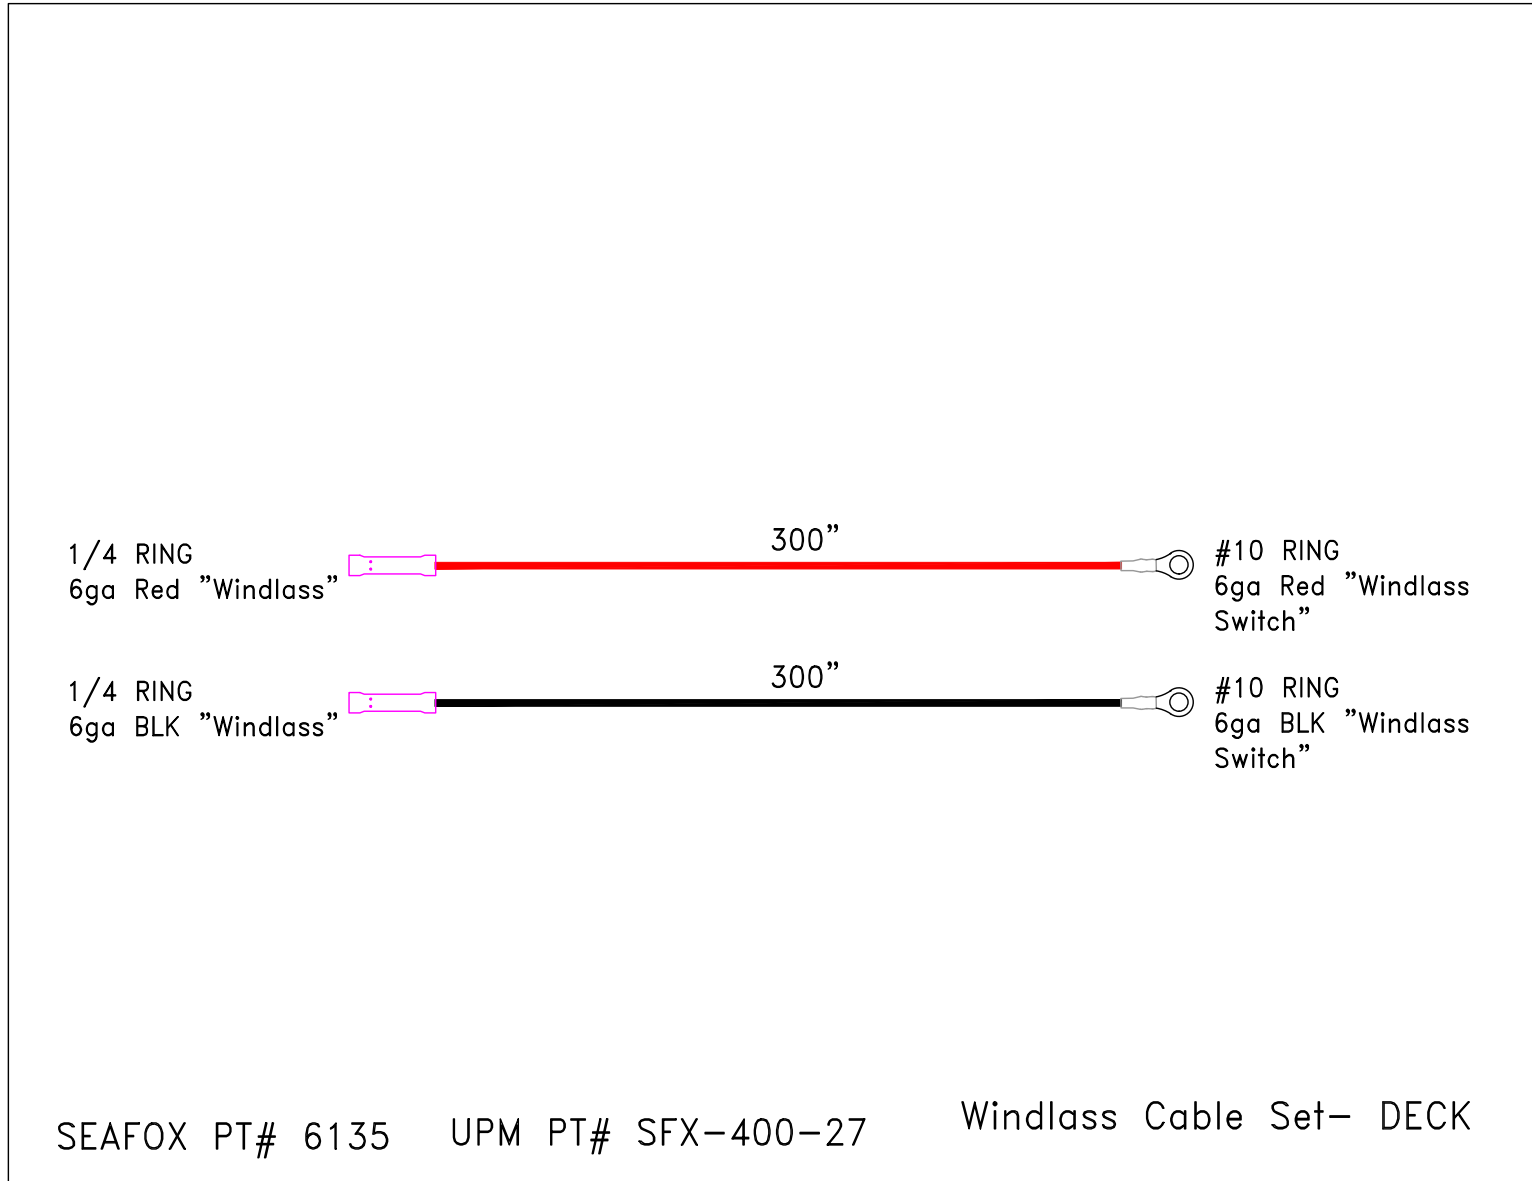 300”
1/4 RING
6ga Red ”Windlass”
#10 RING
6ga Red ”Windlass
Switch”
300”
1/4 RING
6ga BLK ”Windlass”
#10 RING
6ga BLK ”Windlass
Switch”
SEAFOX PT# 6135
UPM PT# SFX-400-27
Windlass Cable Set- DECK